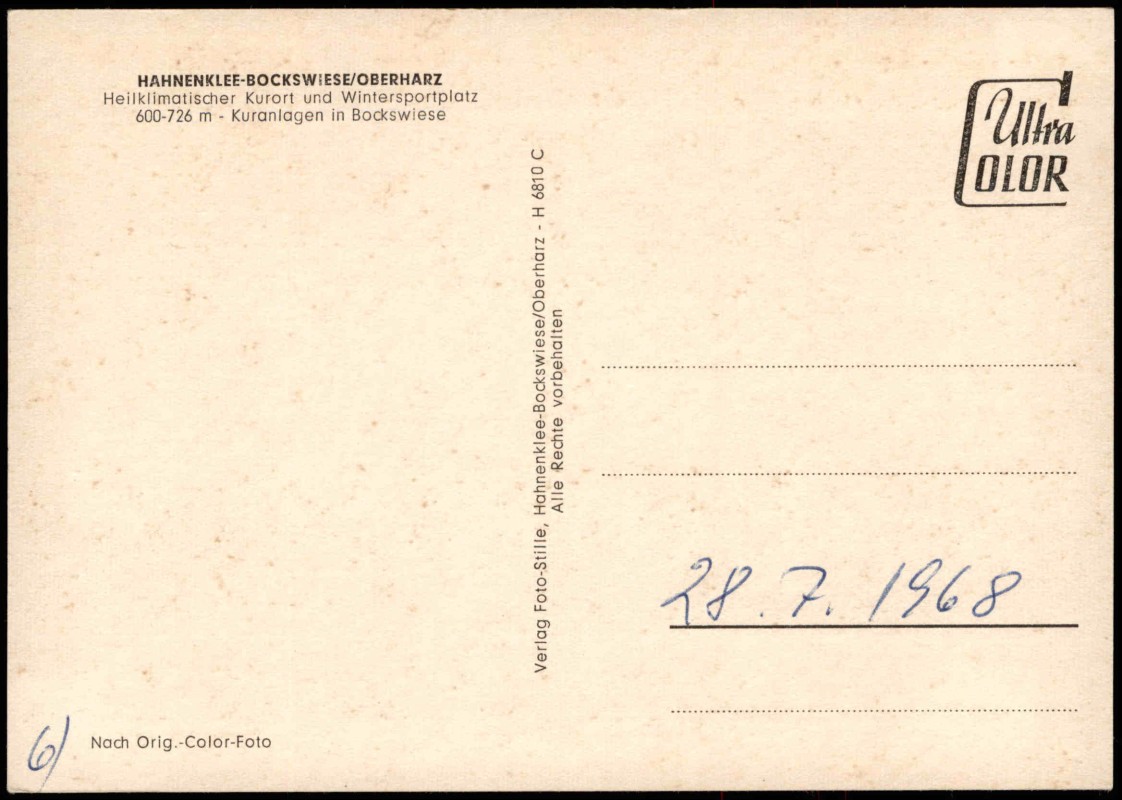 HAHNENKLEE-BOCKSWIESE/OBERHARZ
Heilklimatischer Kurort und Wintersportplatz
600-726 m - Kuranlagen in Bockswiese
Ultra
COLOR
Verlag Foto-Stille, Hahnenklee-Bockswiese/Oberharz - H 6810 C
Alle Rechte vorbehalten
28.7.1968
6)
Nach Orig.-Color-Foto